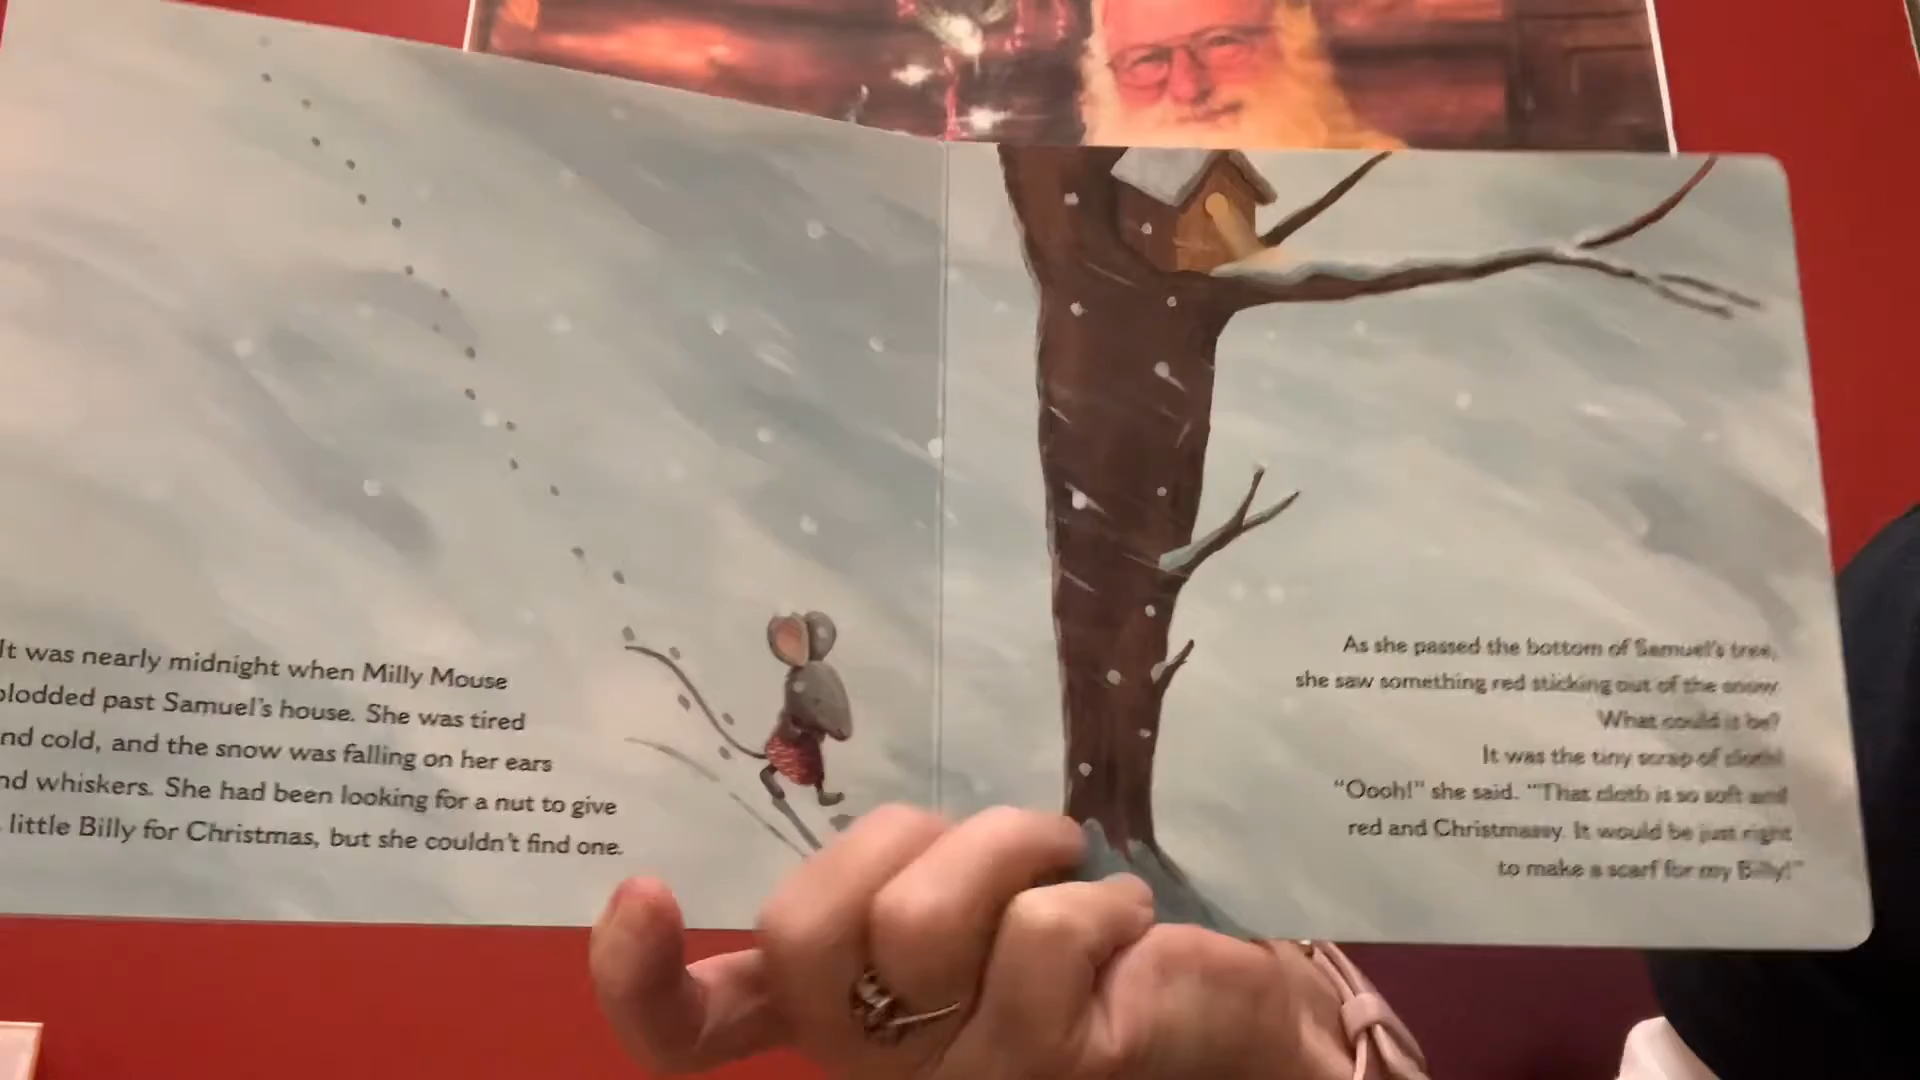 It was nearly midnight when Milly Mouse
plodded past Samuel's house. She was tired
nd cold, and the snow was falling on her ears
nd whiskers. She had been looking for a nut to give
little Billy for Christmas, but she couldn't find one.
As she passed the bottom of Samuel's tree,
she saw something red sticking out of the snow.
What could it be?
It was the tiny scrap of cloth!
"Oooh!" she said. "That cloth is so soft and
red and Christmassy. It would be just right
to make a scarf for my Billy!"